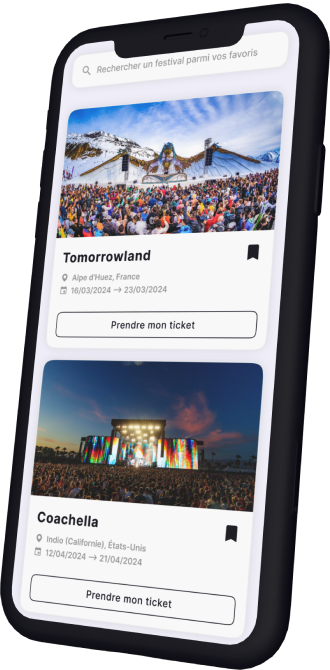 Rechercher un festival parmi vos favoris
Tomorrowland
Alpe d'Huez, France
16/03/2024 → 23/03/2024
Prendre mon ticket
Coachella
Indio (Californie), États-Unis
12/04/2024 → 21/04/2024
Prendre mon ticket